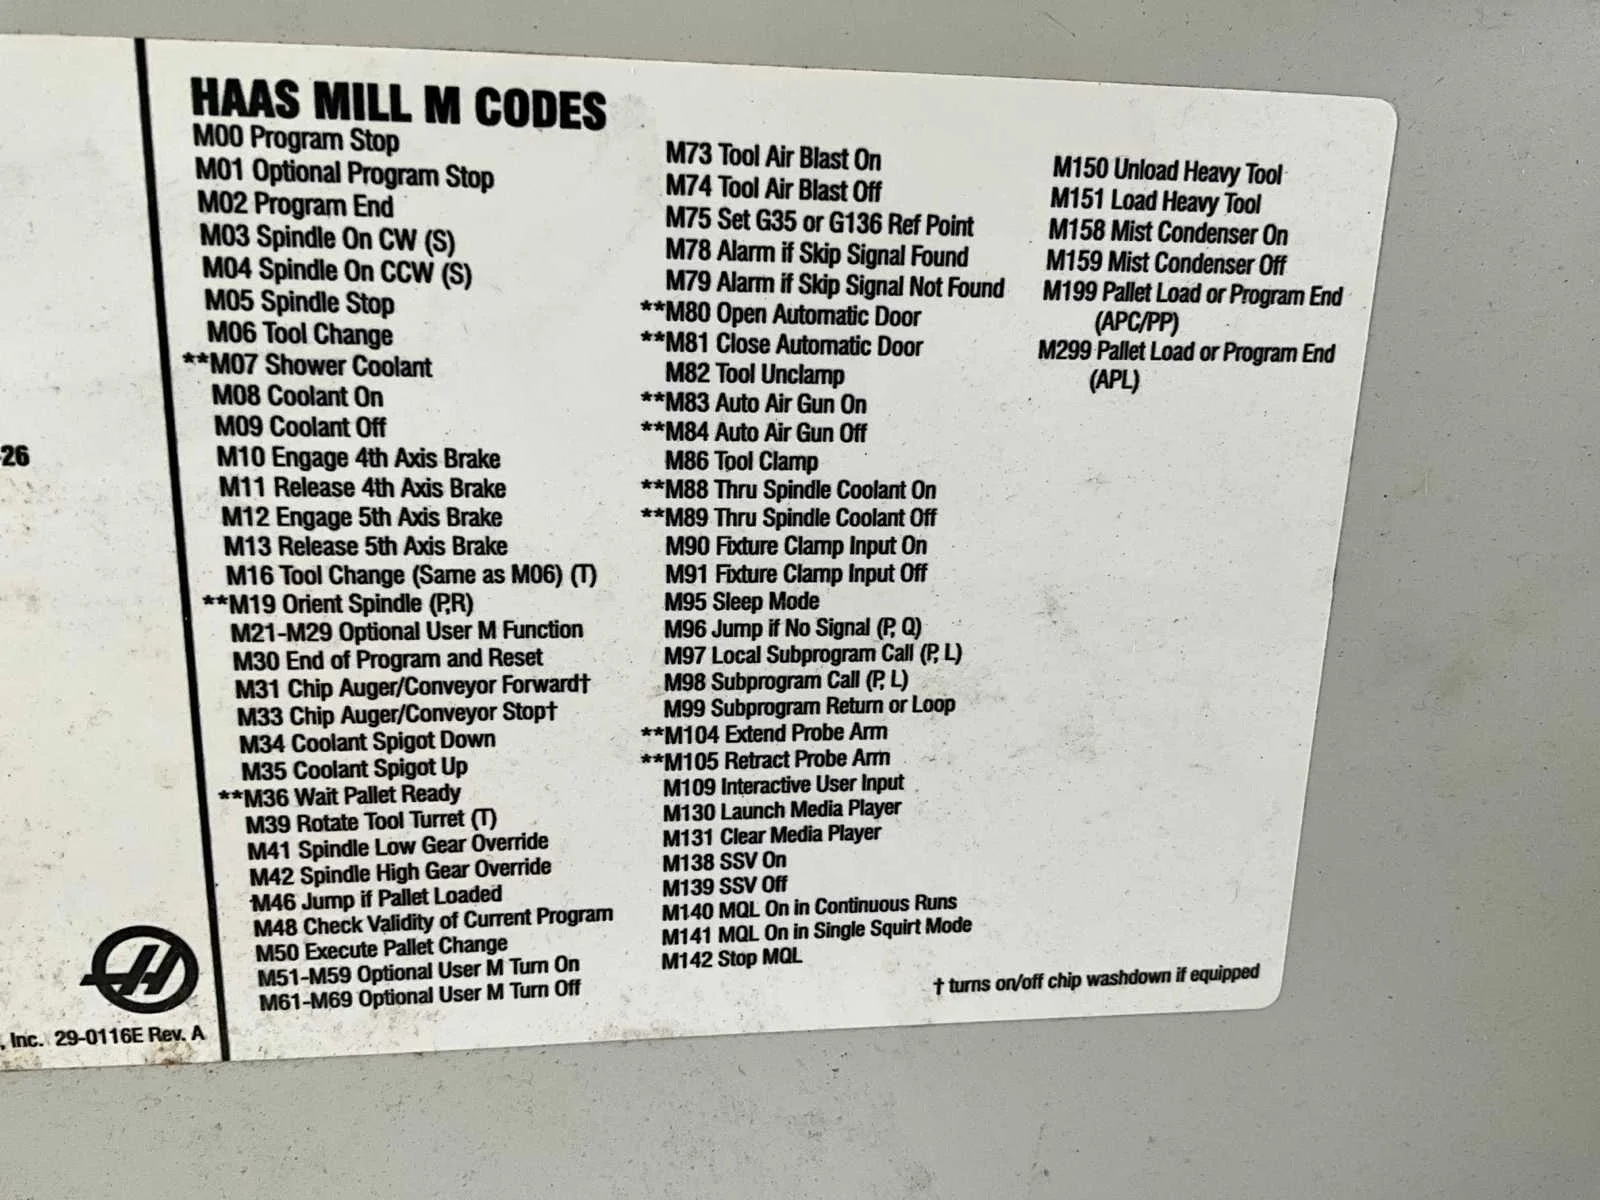 HAAS MILL M CODES
M00 Program Stop
M01 Optional Program Stop
M02 Program End
M03 Spindle On CW (S)
M04 Spindle On CCW (S)
M05 Spindle Stop
M06 Tool Change
**M07 Shower Coolant
M08 Coolant On
M09 Coolant Off
M10 Engage 4th Axis Brake
M11 Release 4th Axis Brake
M12 Engage 5th Axis Brake
M13 Release 5th Axis Brake
M16 Tool Change (Same as M06) (T)
**M19 Orient Spindle (P,R)
M21-M29 Optional User M Function
M30 End of Program and Reset
M31 Chip Auger/Conveyor Forward†
M33 Chip Auger/Conveyor Stop†
M34 Coolant Spigot Down
M35 Coolant Spigot Up
**M36 Wait Pallet Ready
M39 Rotate Tool Turret (T)
M41 Spindle Low Gear Override
M42 Spindle High Gear Override
M46 Jump if Pallet Loaded
M48 Check Validity of Current Program
M50 Execute Pallet Change
M51-M59 Optional User M Turn On
M61-M69 Optional User M Turn Off
M73 Tool Air Blast On
M74 Tool Air Blast Off
M75 Set G35 or G136 Ref Point
M78 Alarm if Skip Signal Found
M79 Alarm if Skip Signal Not Found
**M80 Open Automatic Door
**M81 Close Automatic Door
M82 Tool Unclamp
**M83 Auto Air Gun On
**M84 Auto Air Gun Off
M86 Tool Clamp
**M88 Thru Spindle Coolant On
**M89 Thru Spindle Coolant Off
M90 Fixture Clamp Input On
M91 Fixture Clamp Input Off
M95 Sleep Mode
M96 Jump if No Signal (P, Q)
M97 Local Subprogram Call (P, L)
M98 Subprogram Call (P, L)
M99 Subprogram Return or Loop
**M104 Extend Probe Arm
**M105 Retract Probe Arm
M109 Interactive User Input
M130 Launch Media Player
M131 Clear Media Player
M138 SSV On
M139 SSV Off
M140 MQL On in Continuous Runs
M141 MQL On in Single Squirt Mode
M142 Stop MQL
M150 Unload Heavy Tool
M151 Load Heavy Tool
M158 Mist Condenser On
M159 Mist Condenser Off
M199 Pallet Load or Program End
(APC/PP)
M299 Pallet Load or Program End
(APL)
† turns on/off chip washdown if equipped
-26
H
, Inc. 29-0116E Rev. A